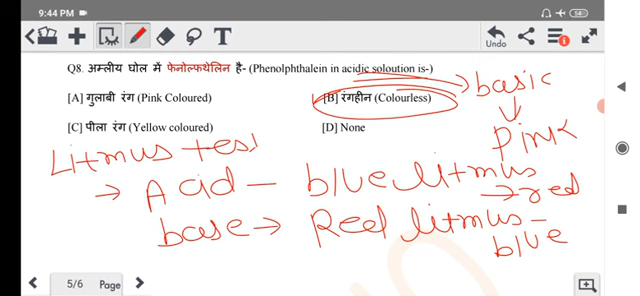 9:44 PM
54
Undo
Q8. अम्लीय घोल में फेनोल्फथेलिन है- (Phenolphthalein in acidic soloution is-)
[A] गुलाबी रंग (Pink Coloured)
[B] रंगहीन (Colourless)
[C] पीला रंग (Yellow coloured)
[D] None
→ basic
↓
Pink
Litmus test
→ Acid – blue litmus
→ red
base → Red litmus –
blue
5/6 Page